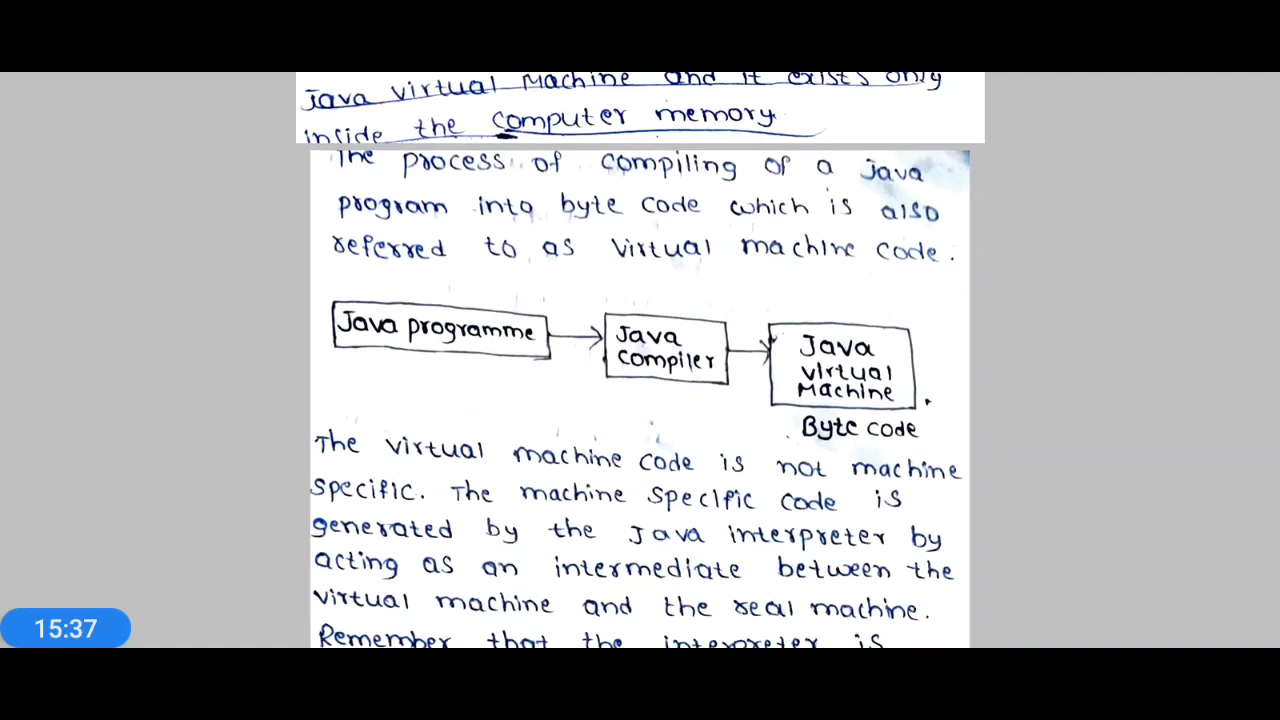 Java virtual Machine and it exists only
inside the computer memory.
The process of compiling of a Java
program into byte code which is also
referred to as virtual machine code.
Java programme
Java
compiler
Java
virtual
Machine
Byte code
The virtual machine code is not machine
specific. The machine specific code is
generated by the Java interpreter by
acting as an intermediate between the
virtual machine and the real machine.
Remember that the interpreter is
15:37